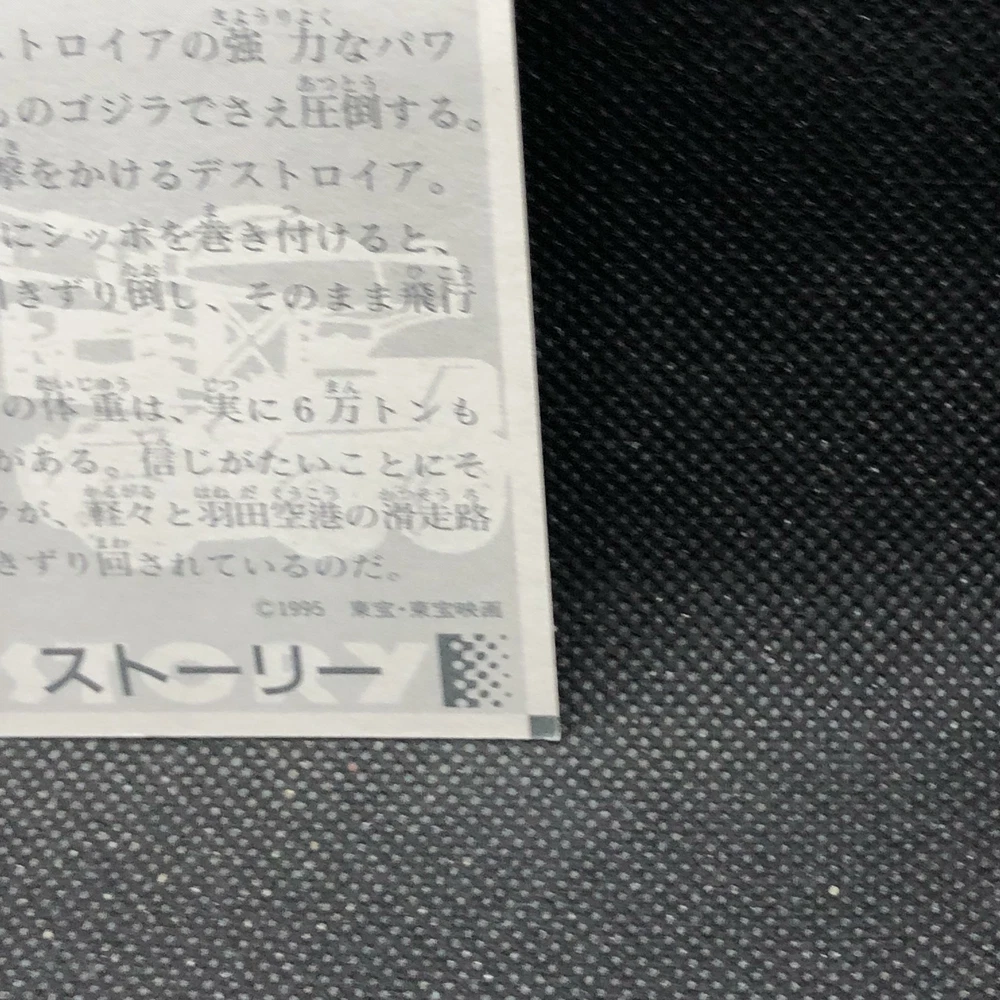 ストロイアの強力なパワ
ものゴジラでさえ圧倒する。
撃をかけるデストロイア。
にシッポを巻き付けると、
きずり倒し、そのまま飛行
の体重は、実に6万トンも
がある。信じがたいことにそ
ラが、軽々と羽田空港の滑走路
きずり回されているのだ。
©1995 東宝・東宝映画
ストーリー